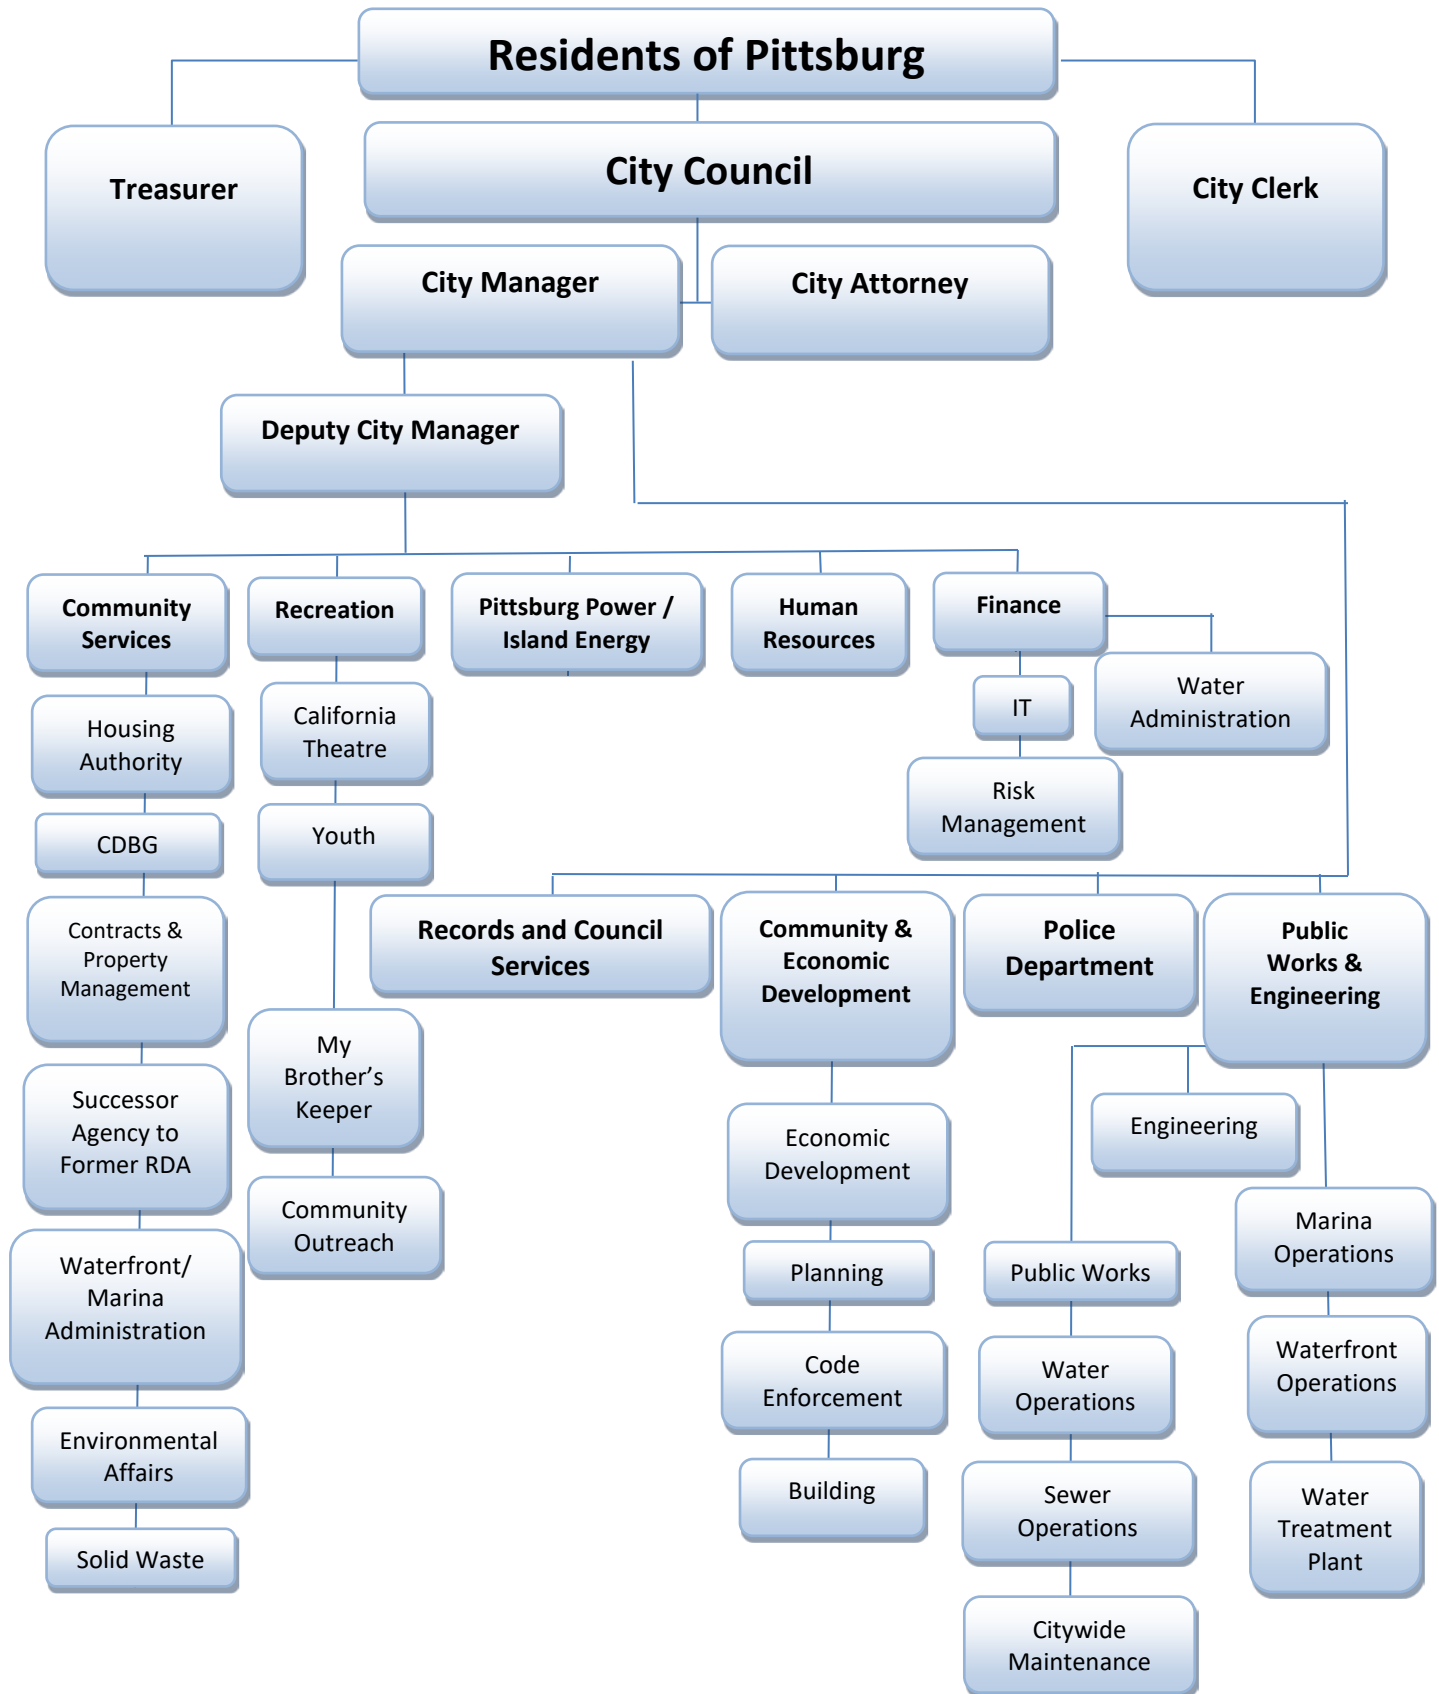 Residents of Pittsburg
Treasurer
City Council
City Clerk
City Manager
City Attorney
Deputy City Manager
Community
Services
Recreation
Pittsburg Power /
Island Energy
Human
Resources
Finance
Housing
Authority
California
Theatre
IT
Water
Administration
Risk
Management
CDBG
Youth
Contracts &
Property
Management
Records and Council
Services
Community &
Economic
Development
Police
Department
Public
Works &
Engineering
My
Brother’s
Keeper
Successor
Agency to
Former RDA
Economic
Development
Engineering
Community
Outreach
Marina
Operations
Waterfront/
Marina
Administration
Planning
Public Works
Code
Enforcement
Water
Operations
Waterfront
Operations
Environmental
Affairs
Building
Sewer
Operations
Water
Treatment
Plant
Solid Waste
Citywide
Maintenance